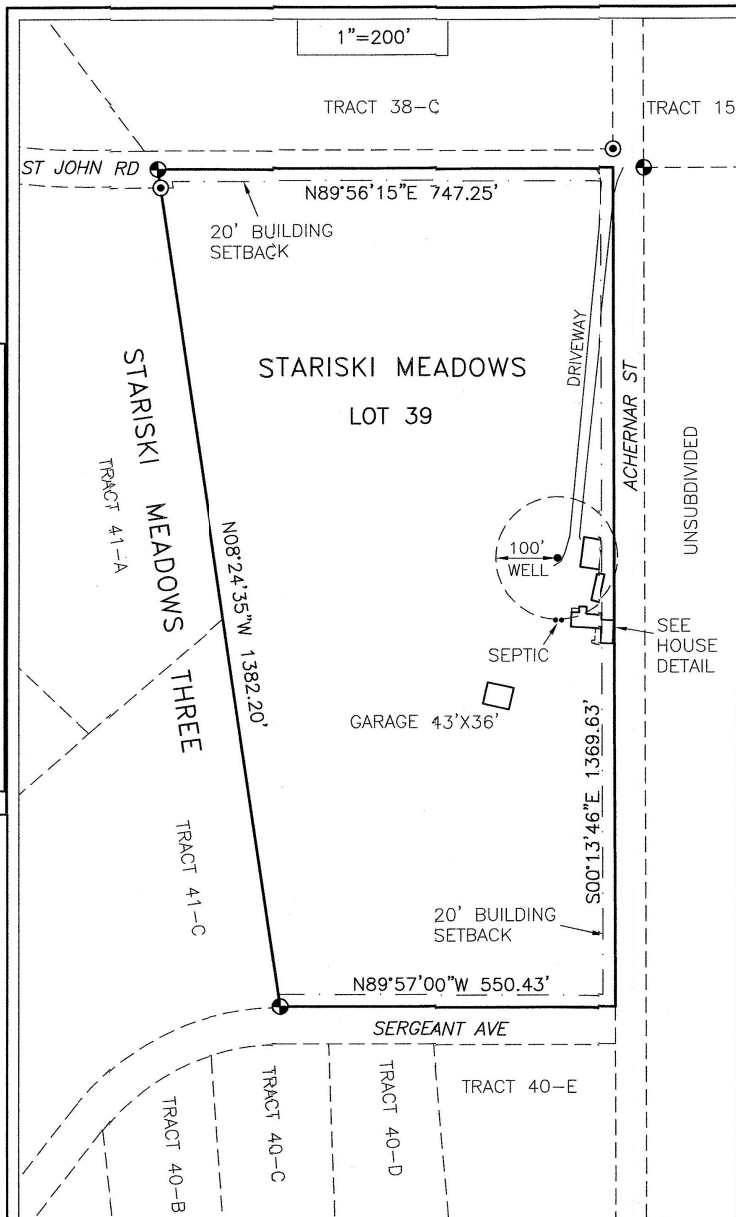 1"=200'
TRACT 38-C
TRACT 15
ST JOHN RD
N89°56'15"E 747.25'
20' BUILDING
SETBACK
DRIVEWAY
STARISKI MEADOWS
LOT 39
ACHERNAR ST
UNSUBDIVIDED
STARISKI MEADOWS THREE
TRACT 41-A
N08°24'35"W 1382.20'
100'
WELL
SEPTIC
SEE
HOUSE
DETAIL
GARAGE 43'X36'
S00°13'46"E 1369.63'
TRACT 41-C
20' BUILDING
SETBACK
N89°57'00"W 550.43'
SERGEANT AVE
TRACT 40-B
TRACT 40-C
TRACT 40-D
TRACT 40-E